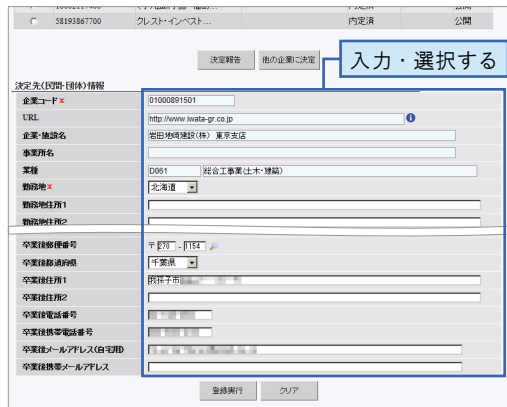 58193867700 クレスト・インベスト... 内定済 公開
決定報告 他の企業に決定
入力・選択する
決定先(民間・団体)情報
企業コード※ 01000891501
URL http://www.iwata-gr.co.jp
企業・施設名 岩田地崎建設(株) 東京支店
事業所名
業種 D061 総合工事業(土木・建築)
勤務地※ 北海道
勤務地住所1
勤務地住所2
卒業後郵便番号 〒270 - 1154
卒業後都道府県 千葉県
卒業後住所1 我孫子市
卒業後住所2
卒業後電話番号
卒業後携帯電話番号
卒業後メールアドレス(自宅用)
卒業後携帯メールアドレス
登録実行 クリア